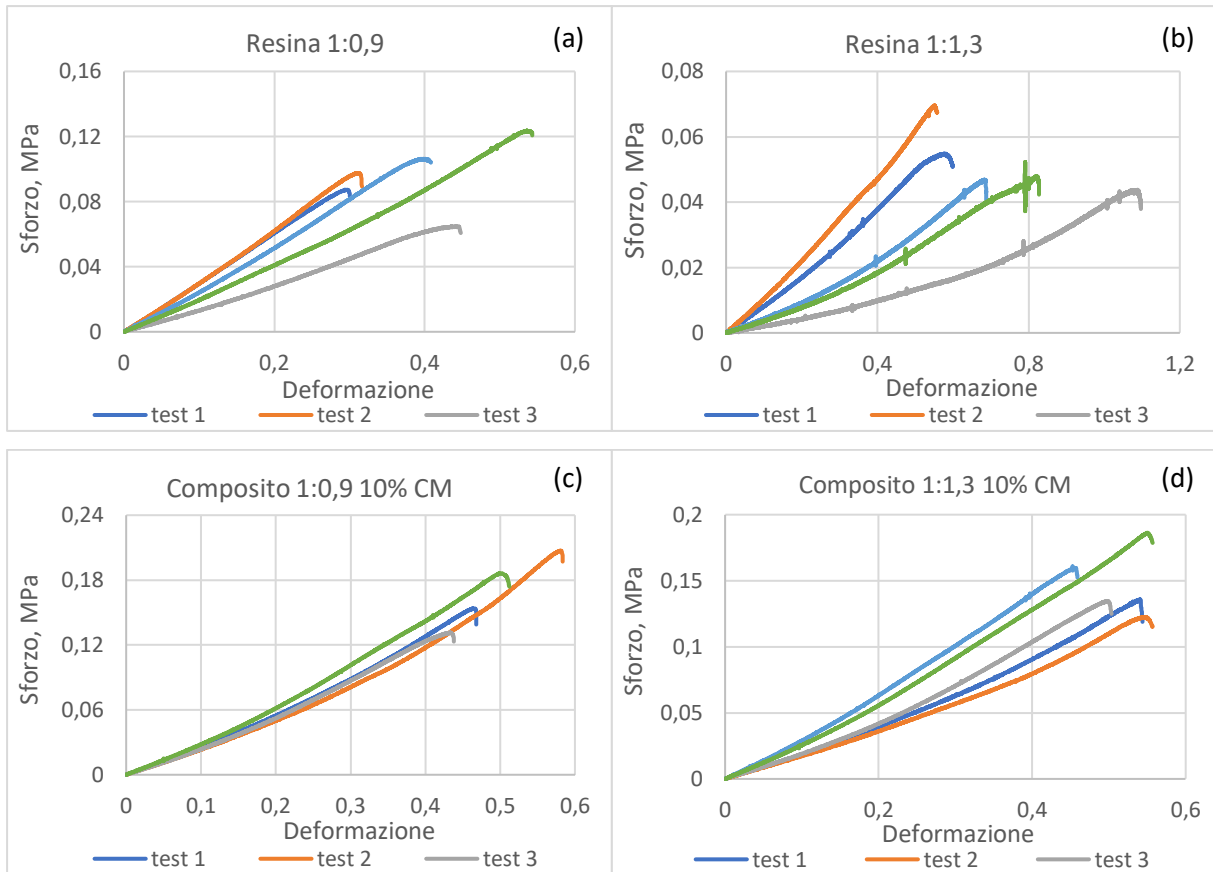 Resina 1:0,9
(a)
Sforzo, MPa
0,16
0,12
0,08
0,04
0
0 0,2 0,4 0,6
Deformazione
test 1 test 2 test 3
Resina 1:1,3
(b)
Sforzo, MPa
0,08
0,06
0,04
0,02
0
0 0,4 0,8 1,2
Deformazione
test 1 test 2 test 3
Composito 1:0,9 10% CM
(c)
Sforzo, MPa
0,24
0,18
0,12
0,06
0
0 0,1 0,2 0,3 0,4 0,5 0,6
Deformazione
test 1 test 2 test 3
Composito 1:1,3 10% CM
(d)
Sforzo, MPa
0,2
0,15
0,1
0,05
0
0 0,2 0,4 0,6
Deformazione
test 1 test 2 test 3